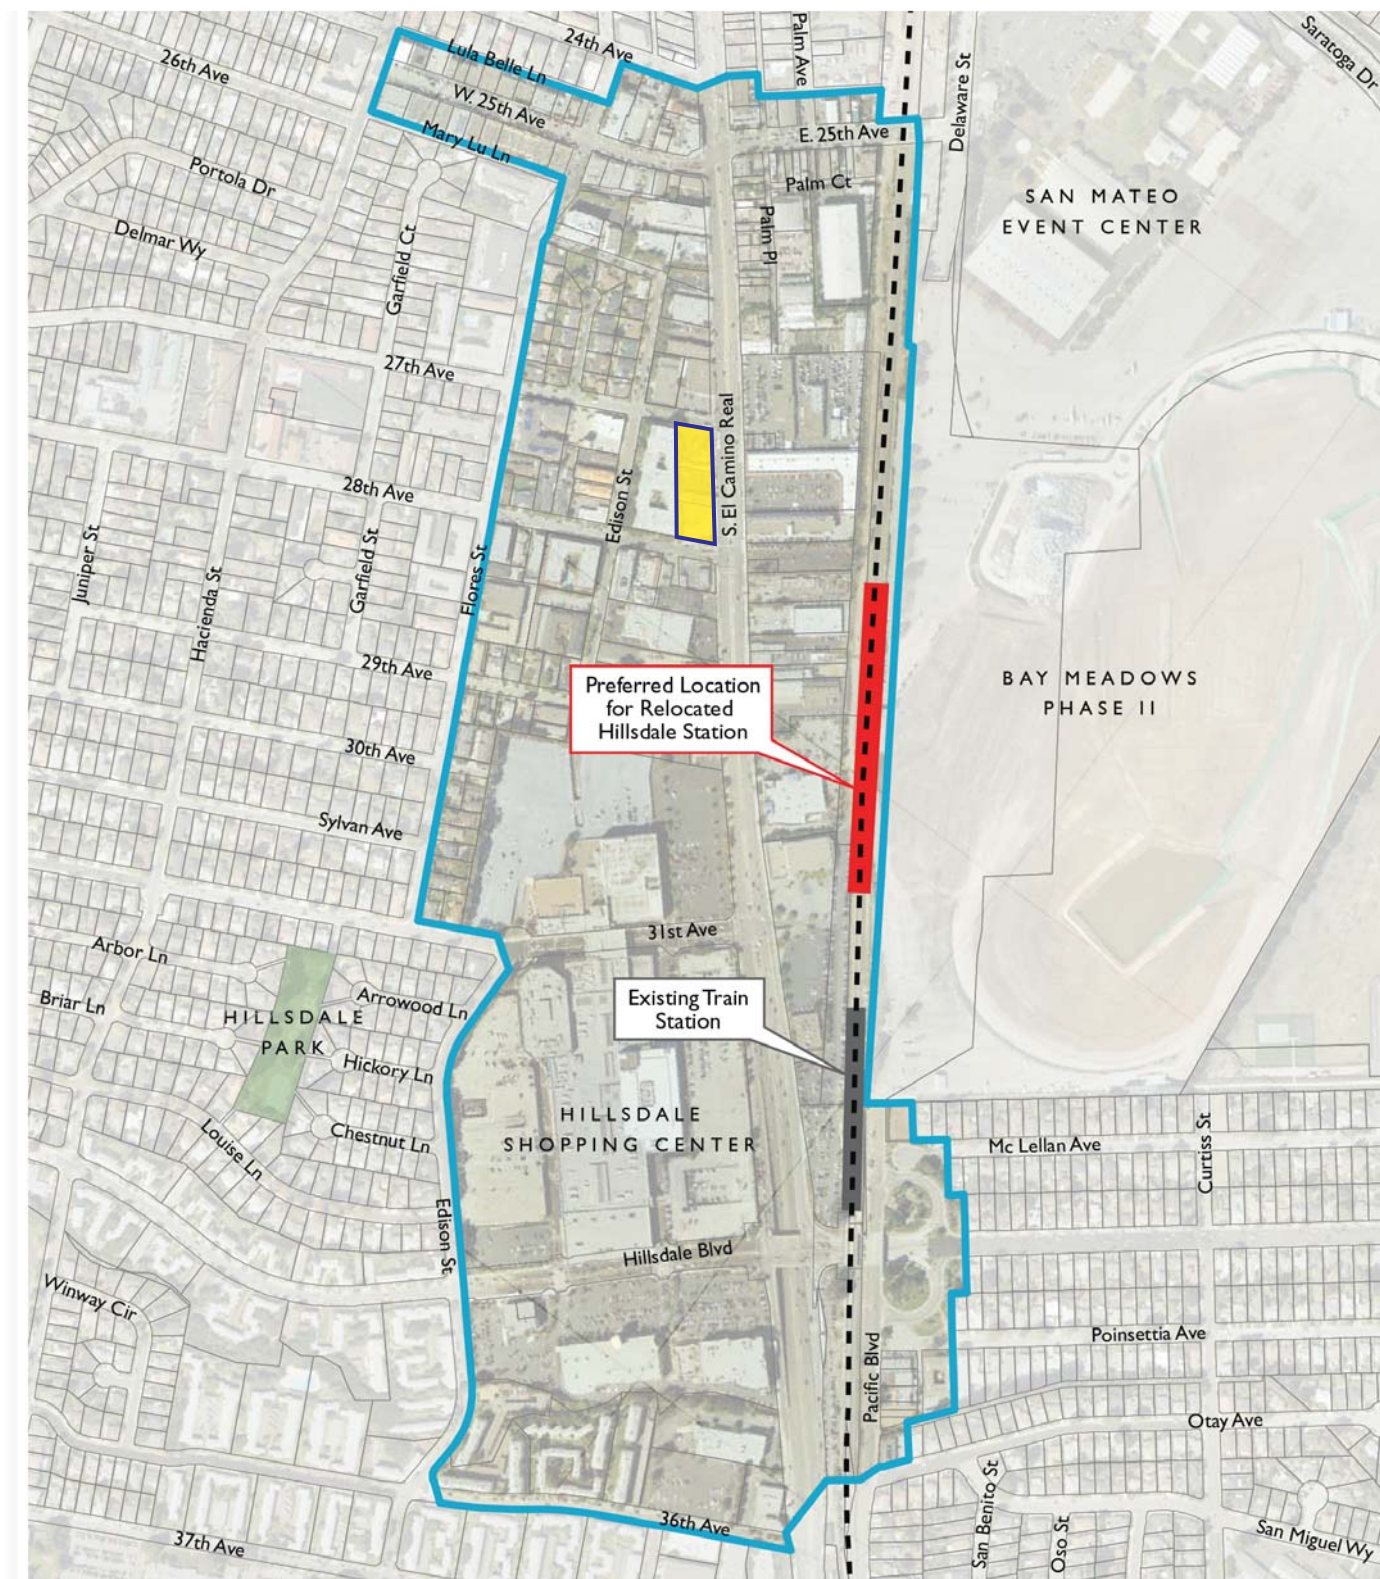 24th Ave
Palm Ave
Saratoga Dr
Lula Belle Ln
26th Ave
W. 25th Ave
Delaware St
E. 25th Ave
Mary Lu Ln
Portola Dr
Palm Ct
SAN MATEO
EVENT CENTER
Delmar Wy
Palm Pl
Garfield Ct
27th Ave
S. El Camino Real
28th Ave
Edison St
Juniper St
Hacienda St
Garfield St
Flores St
29th Ave
Preferred Location
for Relocated
Hillsdale Station
BAY MEADOWS
PHASE II
30th Ave
Sylvan Ave
31st Ave
Arbor Ln
Briar Ln
Arrowood Ln
Existing Train
Station
HILLSDALE
PARK
Hickory Ln
HILLSDALE
SHOPPING CENTER
Chestnut Ln
Louise Ln
Mc Lellan Ave
Curtiss St
Edison St
Hillsdale Blvd
Winway Cir
Poinsettia Ave
Pacific Blvd
Otay Ave
36th Ave
San Benito St
Oso St
San Miguel Wy
37th Ave